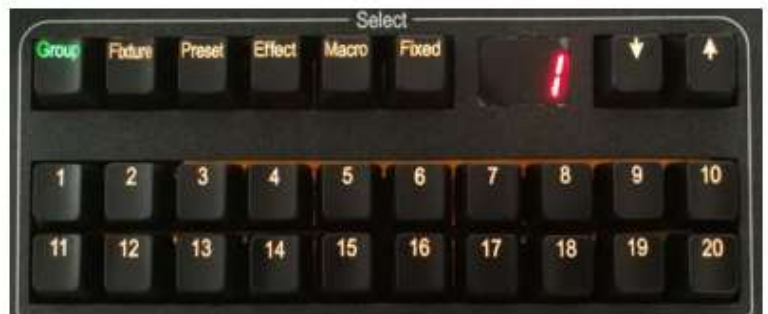 Select
Group Fixture Preset Effect Macro Fixed 1 ↓ ↑
1 2 3 4 5 6 7 8 9 10
11 12 13 14 15 16 17 18 19 20